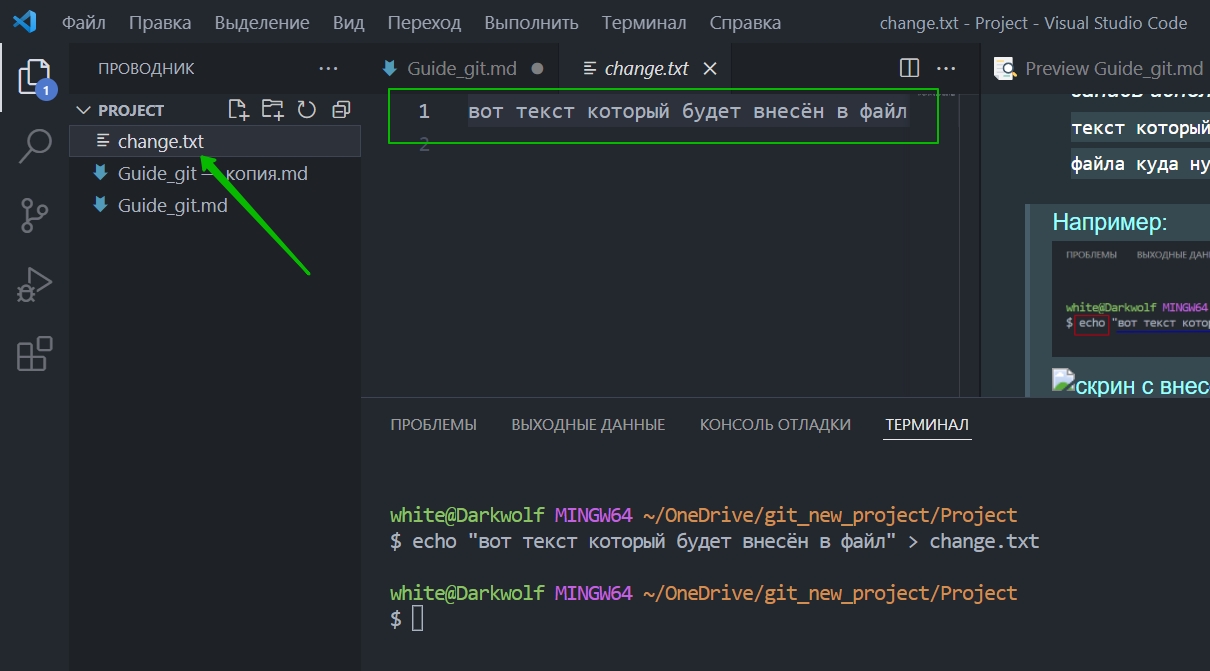 Файл Правка Выделение Вид Переход Выполнить Терминал Справка change.txt - Project - Visual Studio Code
ПРОВОДНИК
Guide_git.md
change.txt
Preview Guide_git.md
1
PROJECT
change.txt
Guide_git — копия.md
Guide_git.md
1 вот текст который будет внесён в файл
2
текст который
файла куда ну
Например:
ПРОБЛЕМЫ ВЫХОДНЫЕ ДАН
white@Darkwolf MINGW64
$ echo "вот текст котор
скрин с внес
ПРОБЛЕМЫ ВЫХОДНЫЕ ДАННЫЕ КОНСОЛЬ ОТЛАДКИ ТЕРМИНАЛ
white@Darkwolf MINGW64 ~/OneDrive/git_new_project/Project
$ echo "вот текст который будет внесён в файл" > change.txt
white@Darkwolf MINGW64 ~/OneDrive/git_new_project/Project
$